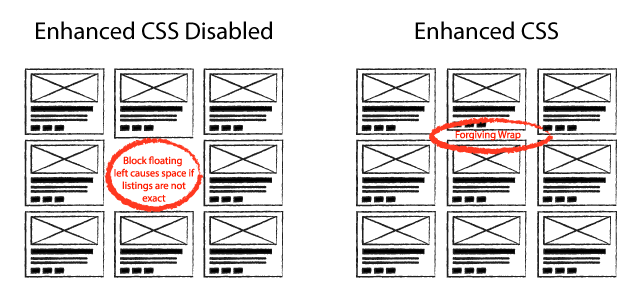 Enhanced CSS Disabled
Enhanced CSS
Forgiving Wrap
Block floating
left causes space if
listings are not
exact